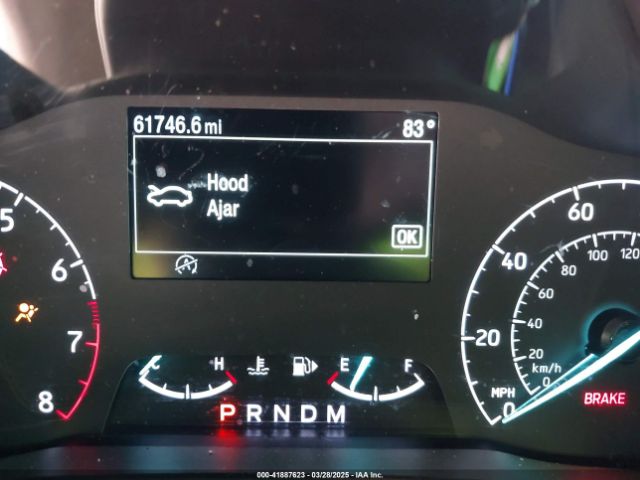 61746.6 mi 83°
Hood
Ajar
OK
5
6
7
8
C H E F
P R N D M
60
40
20
MPH
0
120
100
80
60
40
20
0
km/h
BRAKE
000-41887623 - 03/28/2025 - IAA Inc.